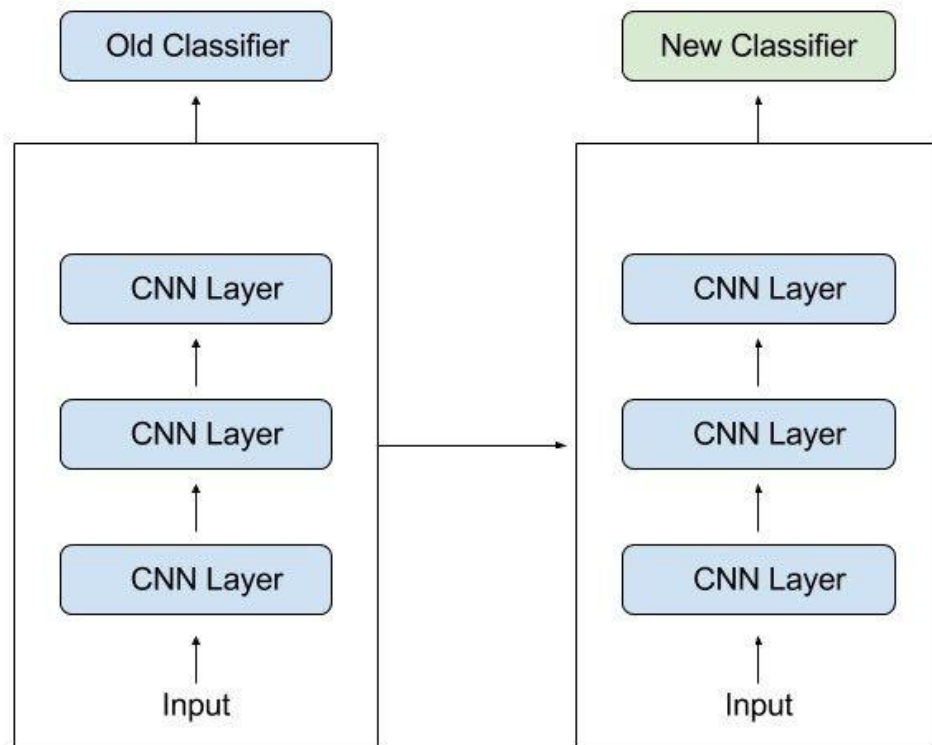 Old Classifier
New Classifier
CNN Layer
CNN Layer
CNN Layer
CNN Layer
CNN Layer
CNN Layer
Input
Input